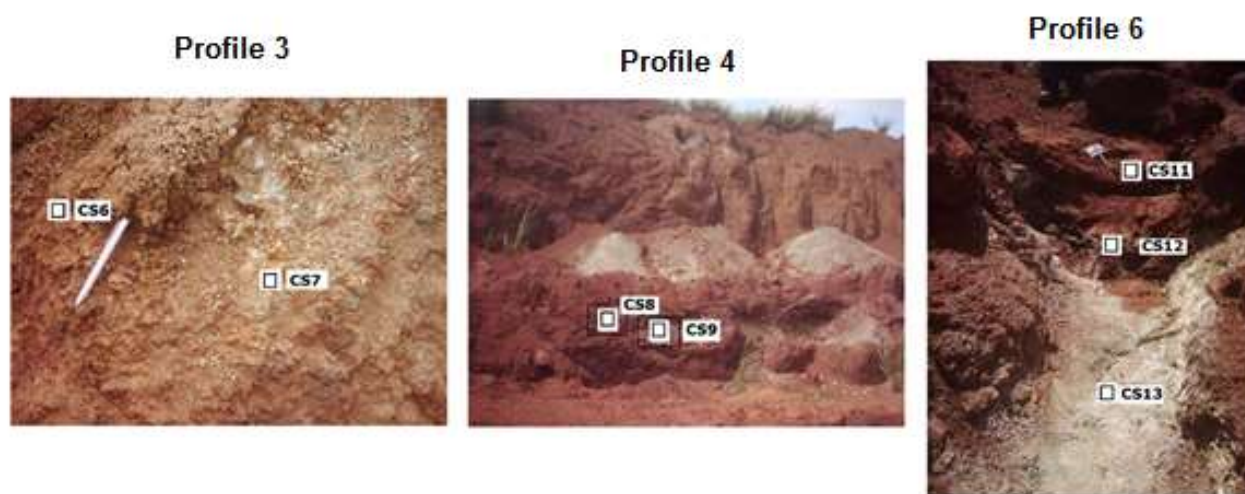 Profile 3
CS6
CS7
Profile 4
CS8
CS9
Profile 6
CS11
CS12
CS13